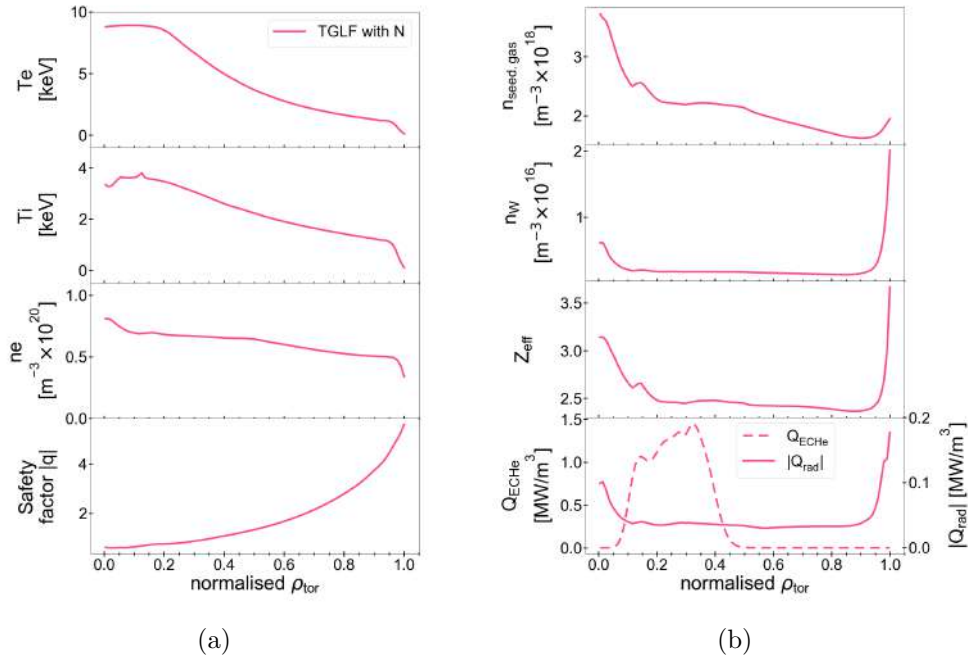 10
5
0
Te
[keV]
TGLF with N
4
2
0
Ti
[keV]
1.0
0.5
0.0
ne
[m−3 ×10^20]
4
2
Safety
factor |q|
0.0 0.2 0.4 0.6 0.8 1.0
normalised ρtor
(a)
3
2
nseed. gas
[m−3 ×10^18]
2
1
nW
[m−3 ×10^16]
3.5
3.0
2.5
Zeff
1.5
1.0
0.5
0.0
QECHe
[MW/m^3]
QECHe
|Qrad|
0.2
0.1
0.0
|Qrad| [MW/m^3]
0.0 0.2 0.4 0.6 0.8 1.0
normalised ρtor
(b)